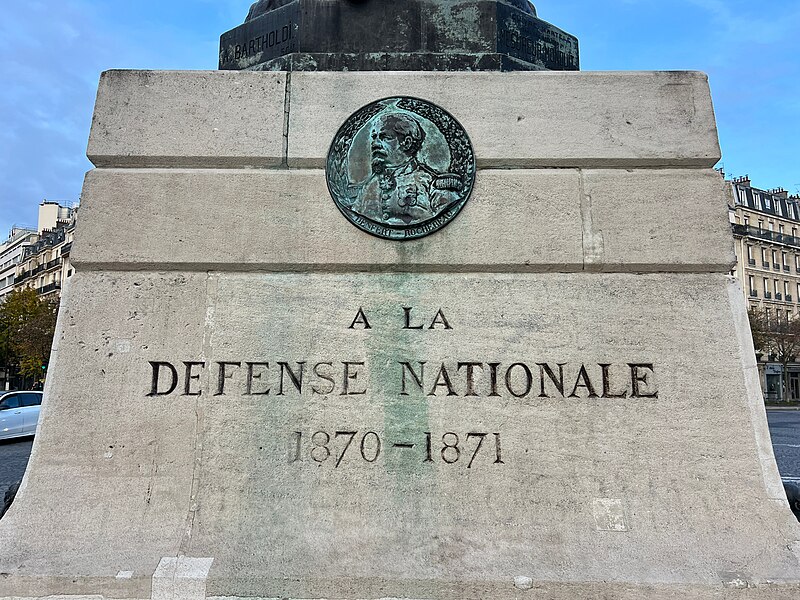 BARTHOLDI
DENFERT - ROCHEREAU
A LA
DEFENSE NATIONALE
1870-1871